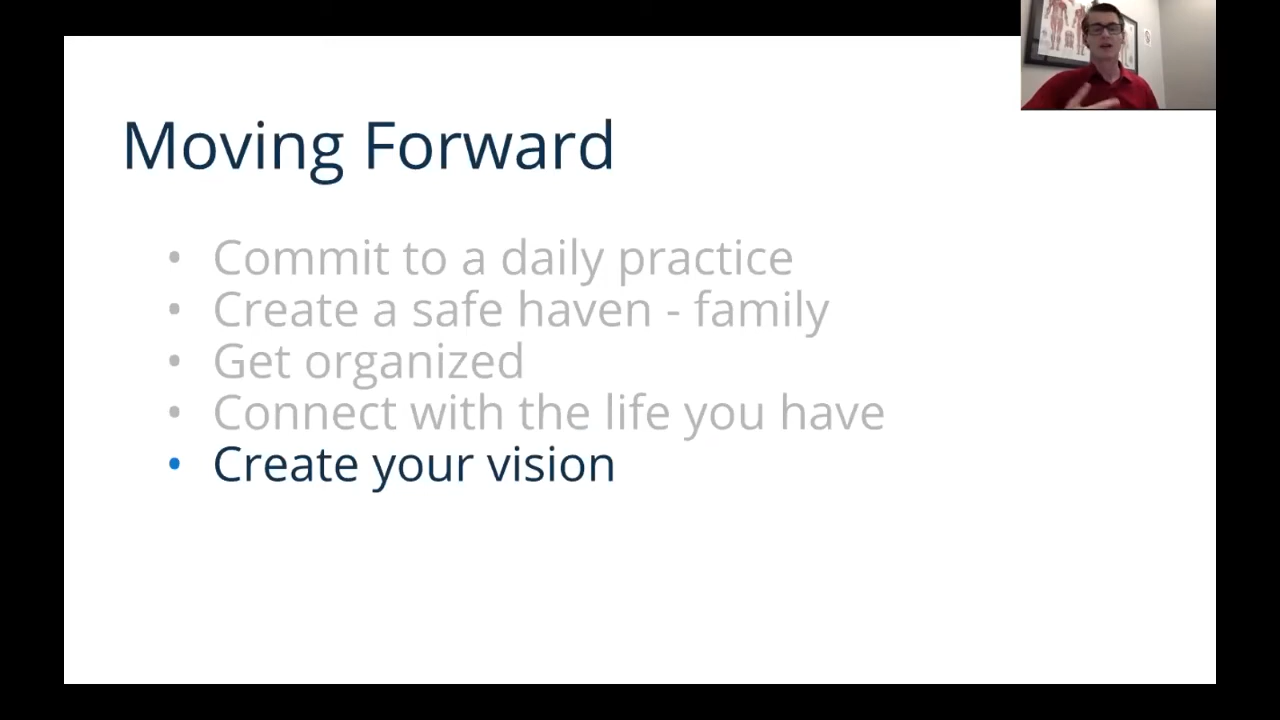 Moving Forward
• Commit to a daily practice
• Create a safe haven - family
• Get organized
• Connect with the life you have
• Create your vision